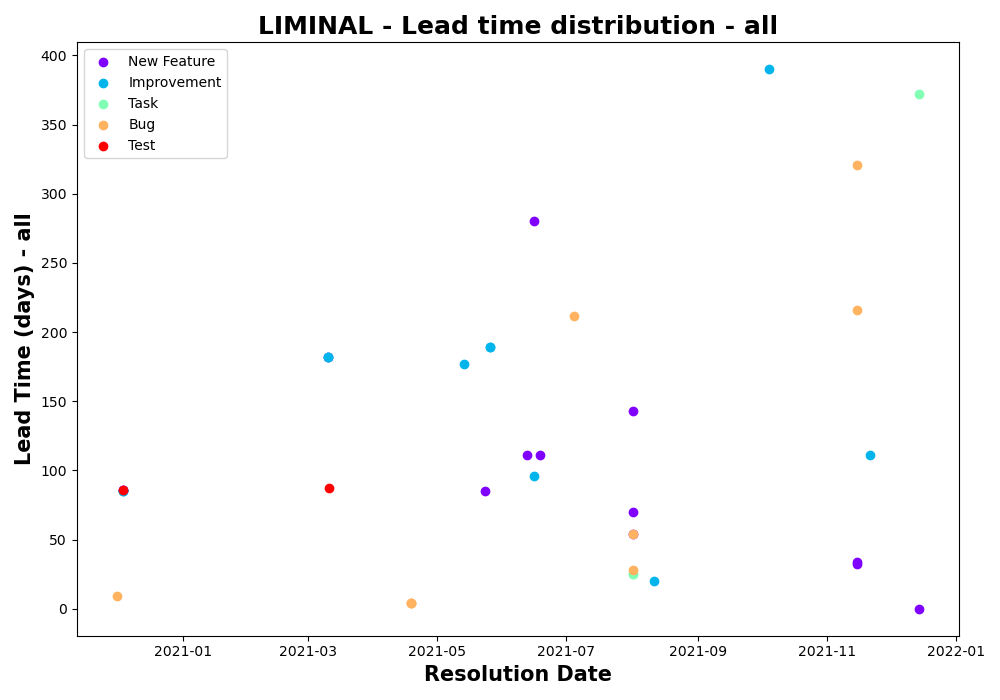 LIMINAL - Lead time distribution - all
400
350
300
250
200
150
100
50
0
Lead Time (days) - all
New Feature
Improvement
Task
Bug
Test
2021-01 2021-03 2021-05 2021-07 2021-09 2021-11 2022-01
Resolution Date